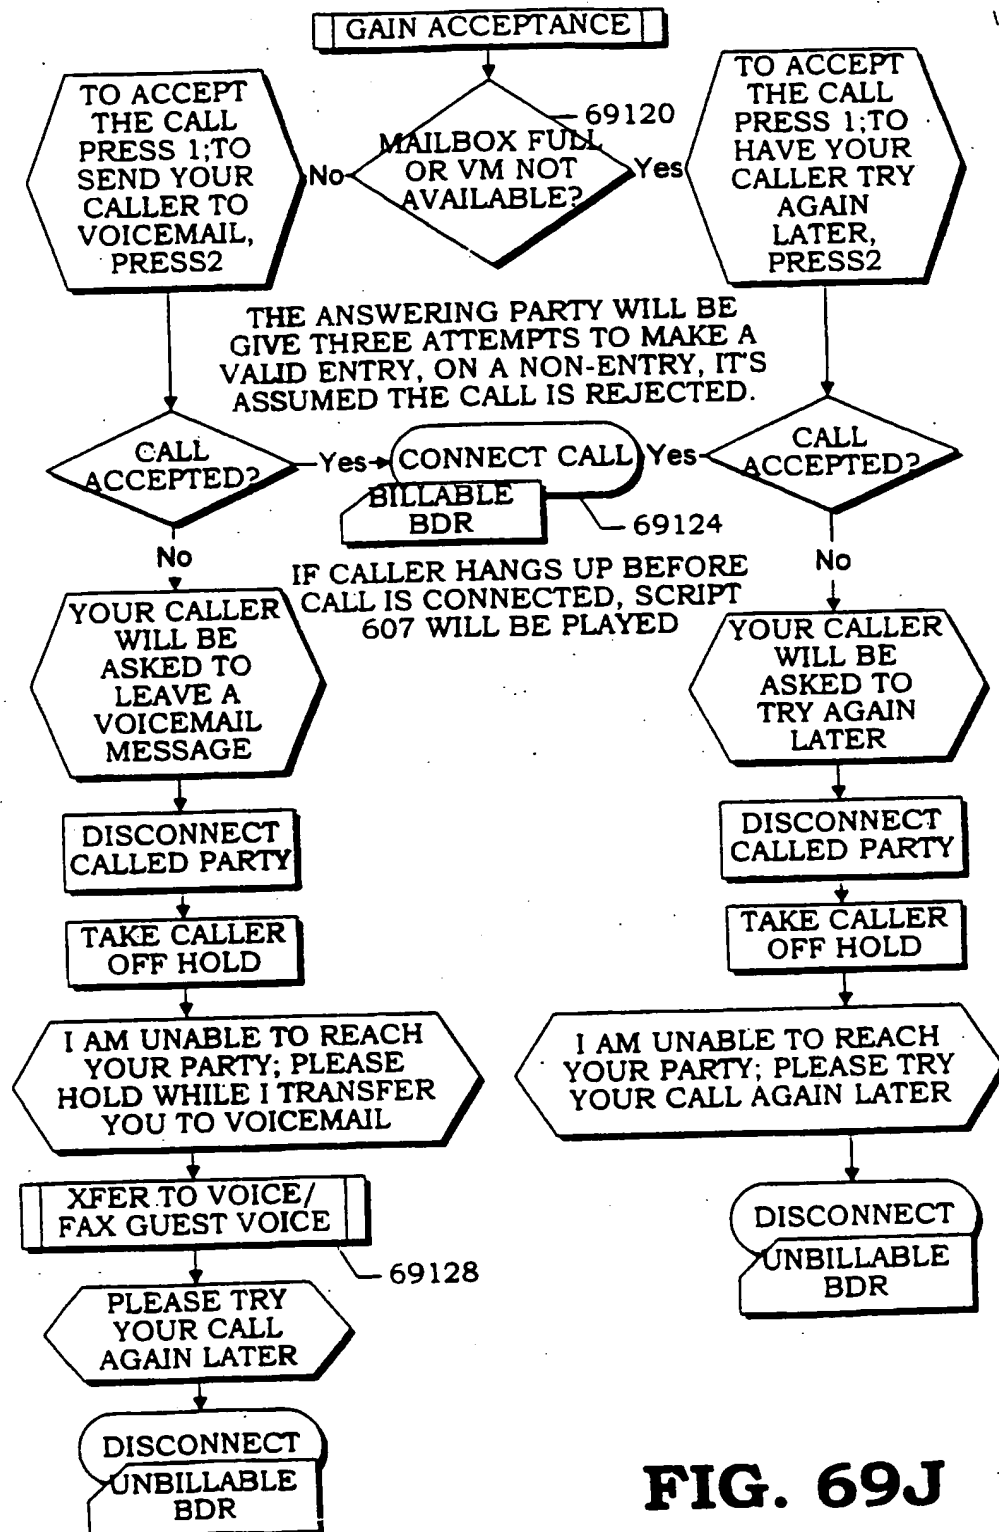 GAIN ACCEPTANCE
TO ACCEPT
THE CALL
PRESS 1;TO
SEND YOUR
CALLER TO
VOICEMAIL,
PRESS2
No
69120
MAILBOX FULL
OR VM NOT
AVAILABLE?
Yes
TO ACCEPT
THE CALL
PRESS 1;TO
HAVE YOUR
CALLER TRY
AGAIN
LATER,
PRESS2
THE ANSWERING PARTY WILL BE
GIVE THREE ATTEMPTS TO MAKE A
VALID ENTRY, ON A NON-ENTRY, IT'S
ASSUMED THE CALL IS REJECTED.
CALL
ACCEPTED?
Yes
CONNECT CALL
BILLABLE
BDR
69124
Yes
CALL
ACCEPTED?
No
No
IF CALLER HANGS UP BEFORE
CALL IS CONNECTED, SCRIPT
607 WILL BE PLAYED
YOUR CALLER
WILL BE
ASKED TO
LEAVE A
VOICEMAIL
MESSAGE
YOUR CALLER
WILL BE
ASKED TO
TRY AGAIN
LATER
DISCONNECT
CALLED PARTY
DISCONNECT
CALLED PARTY
TAKE CALLER
OFF HOLD
TAKE CALLER
OFF HOLD
I AM UNABLE TO REACH
YOUR PARTY; PLEASE
HOLD WHILE I TRANSFER
YOU TO VOICEMAIL
I AM UNABLE TO REACH
YOUR PARTY; PLEASE TRY
YOUR CALL AGAIN LATER
XFER TO VOICE/
FAX GUEST VOICE
69128
DISCONNECT
UNBILLABLE
BDR
PLEASE TRY
YOUR CALL
AGAIN LATER
DISCONNECT
UNBILLABLE
BDR
FIG. 69J